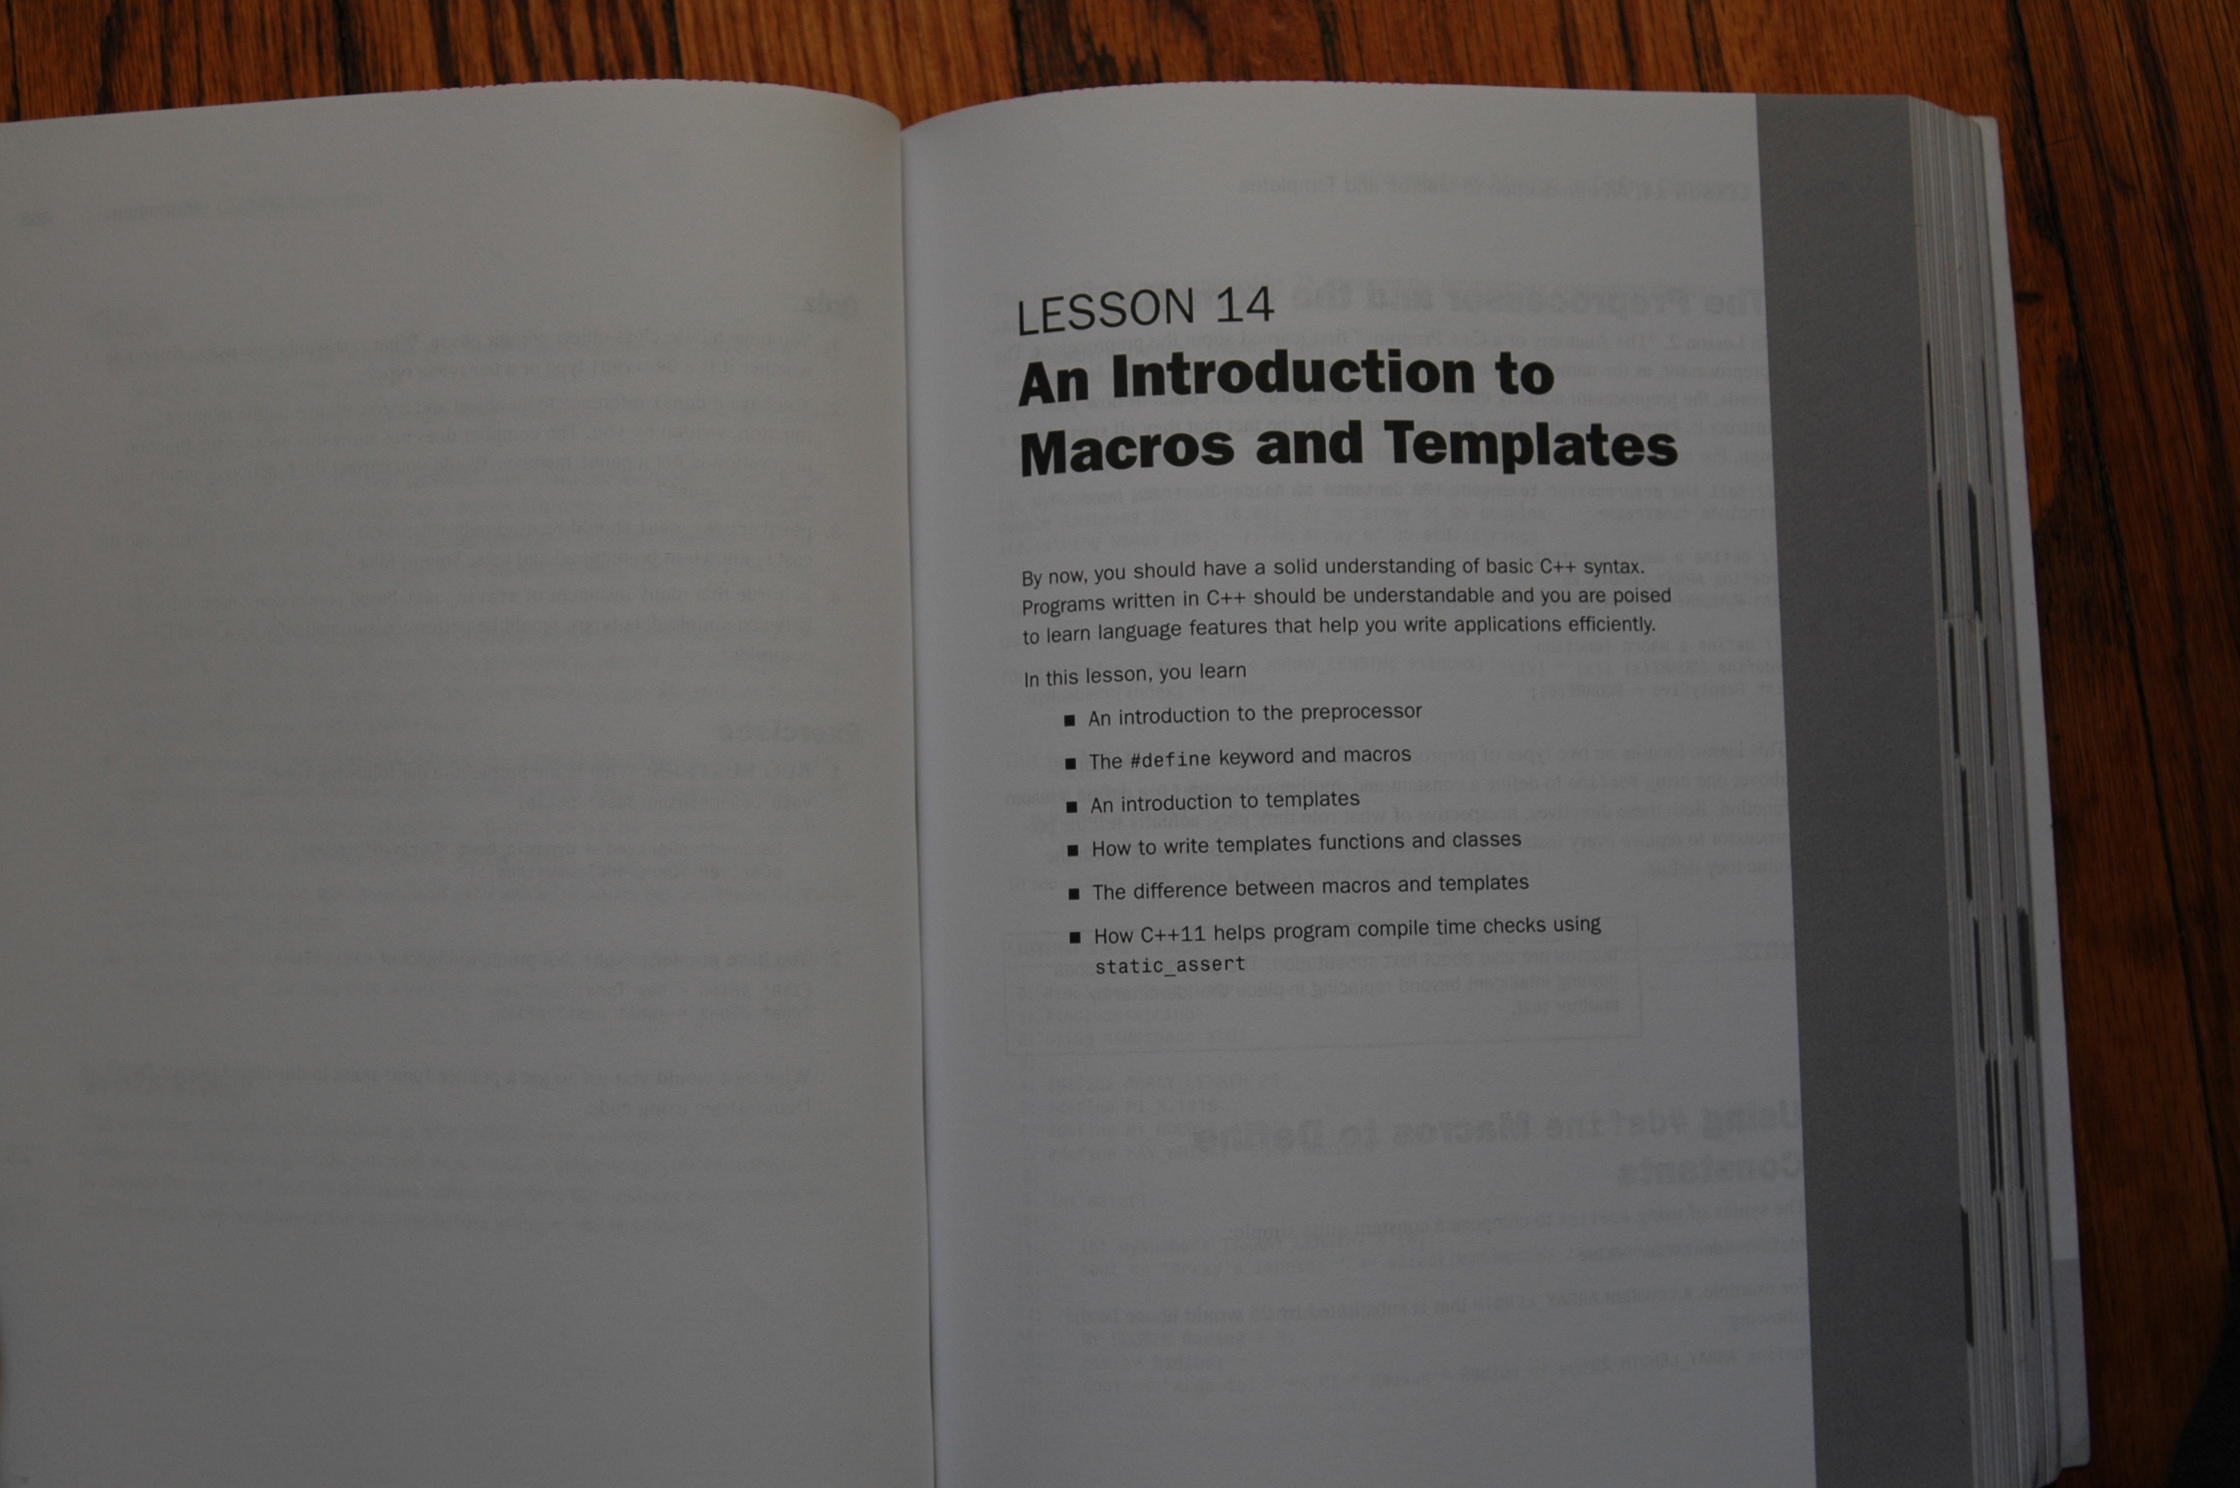 LESSON 14
An Introduction to
Macros and Templates
By now, you should have a solid understanding of basic C++ syntax.
Programs written in C++ should be understandable and you are poised
to learn language features that help you write applications efficiently.
In this lesson, you learn
■ An introduction to the preprocessor
■ The #define keyword and macros
■ An introduction to templates
■ How to write templates functions and classes
■ The difference between macros and templates
■ How C++11 helps program compile time checks using
static_assert